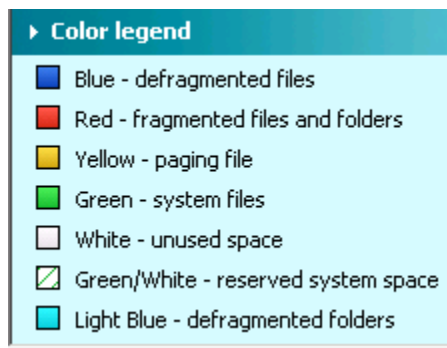 Color legend
Blue - defragmented files
Red - fragmented files and folders
Yellow - paging file
Green - system files
White - unused space
Green/White - reserved system space
Light Blue - defragmented folders